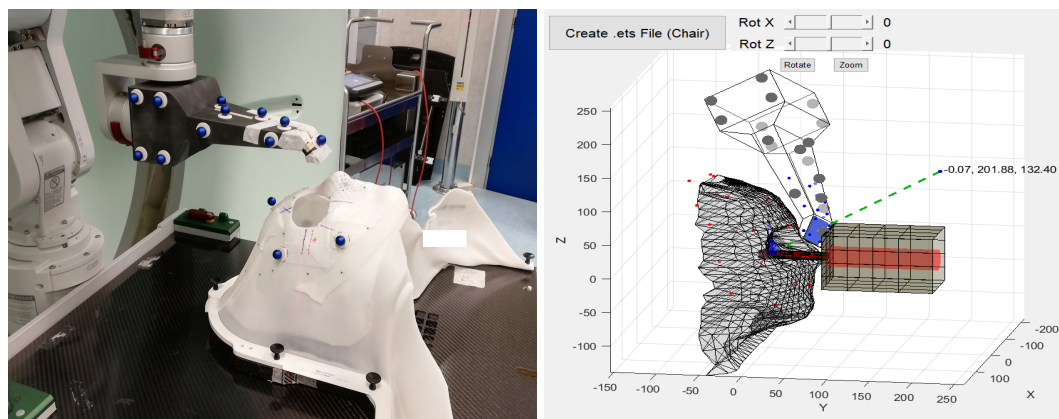 Create .ets File (Chair)
Rot X 0
Rot Z 0
Rotate Zoom
250
200
150
100
50
0
-50
-100
Z
-0.07, 201.88, 132.40
-150 -100 -50 0 50 100 150 200 250
Y
-200
-100
0
100
X